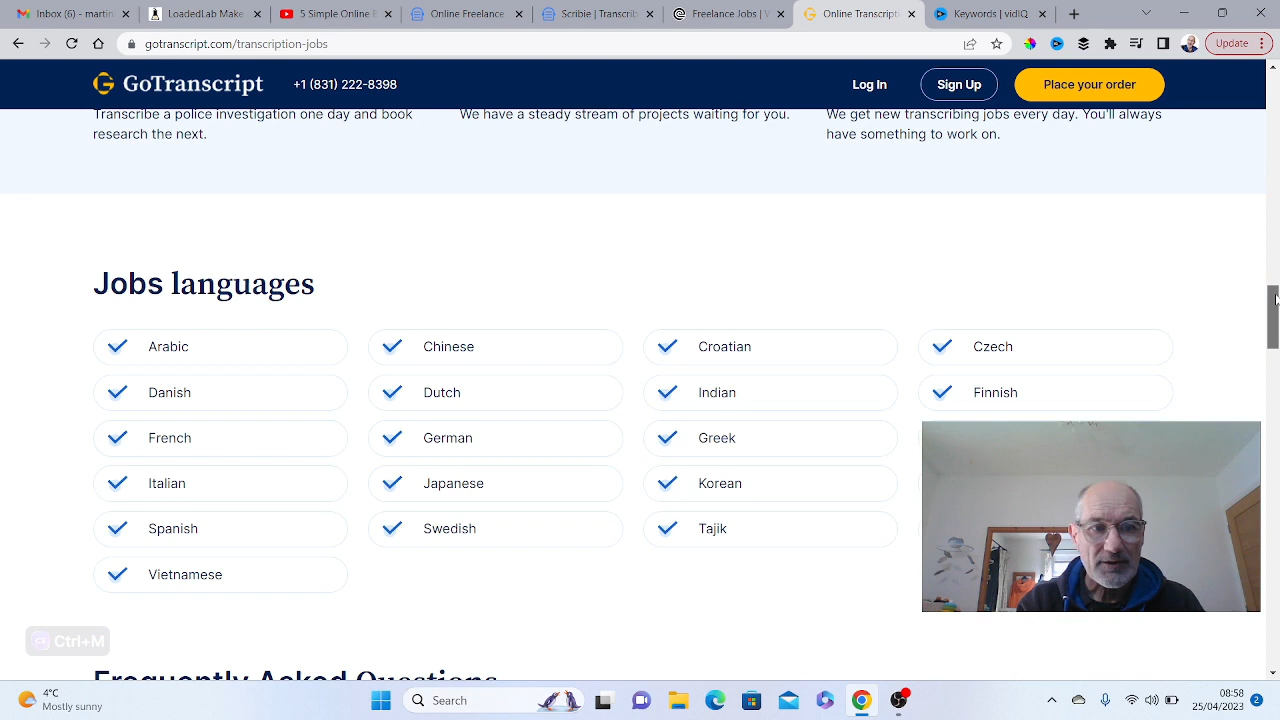 Inbox (5) - martin
GotrandLab Mak
5 Simple Online E
Online Freelance
Scribie | Transcrib
Freelance Jobs | V
Online Transcripti
Keywords | vidIQ
gotranscript.com/transcription-jobs
Update
GoTranscript
+1 (831) 222-8398
Log In
Sign Up
Place your order
Transcribe a police investigation one day and book
research the next.
We have a steady stream of projects waiting for you.
We get new transcribing jobs every day. You'll always
have something to work on.
Jobs languages
Arabic
Chinese
Croatian
Czech
Danish
Dutch
Indian
Finnish
French
German
Greek
Italian
Japanese
Korean
Spanish
Swedish
Tajik
Vietnamese
Ctrl+M
Frequently Asked Questions
4°C
Mostly sunny
Search
08:58
25/04/2023
2